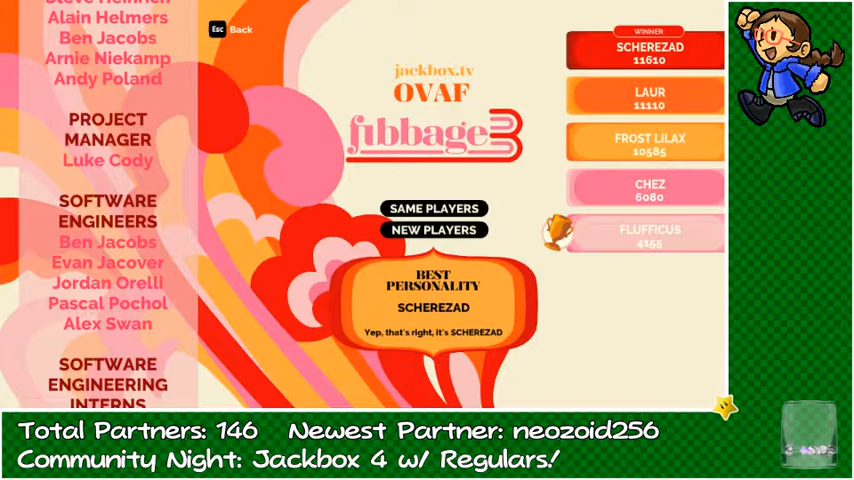 Steve Heinrich
Alain Helmers
Ben Jacobs
Arnie Niekamp
Andy Poland
PROJECT
MANAGER
Luke Cody
SOFTWARE
ENGINEERS
Ben Jacobs
Evan Jacover
Jordan Orelli
Pascal Pochol
Alex Swan
SOFTWARE
ENGINEERING
INTERNS
Esc Back
jackbox.tv
OVAF
fibbage 3
SAME PLAYERS
NEW PLAYERS
BEST
PERSONALITY
SCHEREZAD
Yep, that's right, it's SCHEREZAD
WINNER
SCHEREZAD
11610
LAUR
11110
FROST LILAX
10585
CHEZ
6080
FLUFFICUS
4155
Total Partners: 146 Newest Partner: neozoid256
Community Night: Jackbox 4 w/ Regulars!